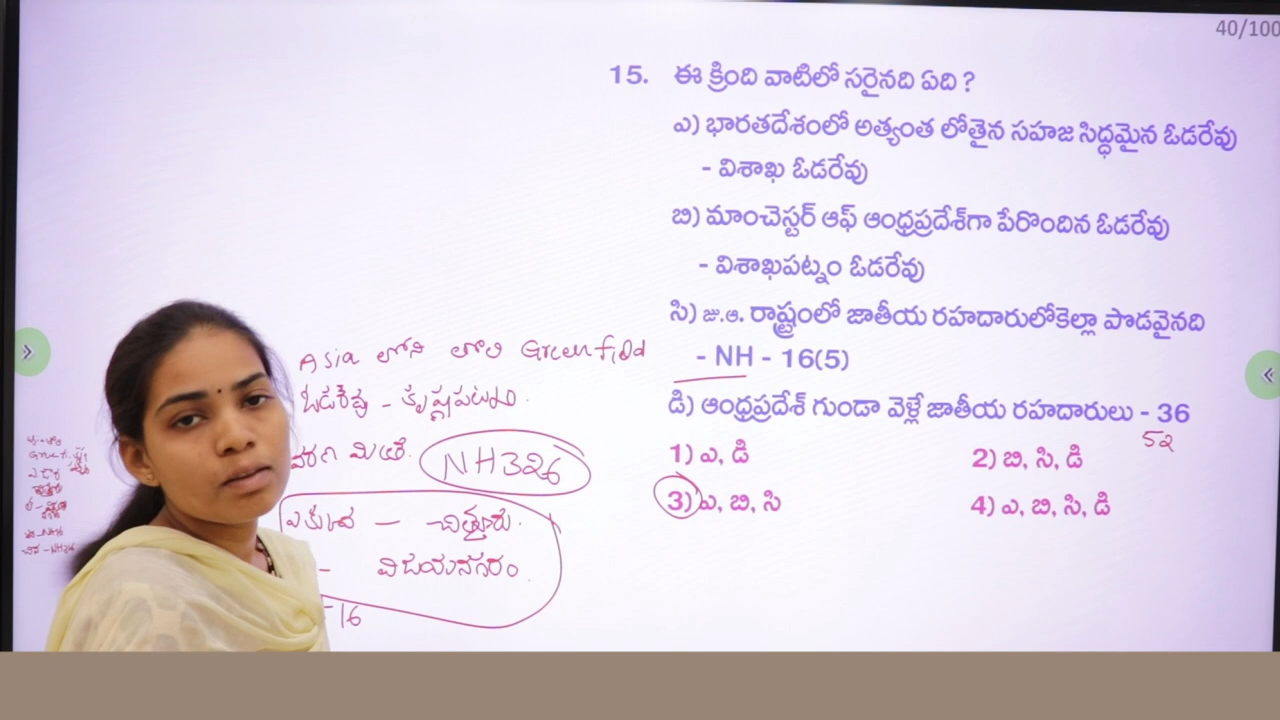 40/100
15. ఈ క్రింది వాటిలో సరైనది ఏది ?
ఎ) భారతదేశంలో అత్యంత లోతైన సహజ సిద్ధమైన ఓడరేవు
- విశాఖ ఓడరేవు
బి) మాంచెస్టర్ ఆఫ్ ఆంధ్రప్రదేశ్‌గా పేరొందిన ఓడరేవు
- విశాఖపట్నం ఓడరేవు
సి) జు.ఆ. రాష్ట్రంలో జాతీయ రహదారులోకెల్లా పొడవైనది
- NH - 16(5)
డి) ఆంధ్రప్రదేశ్ గుండా వెళ్లే జాతీయ రహదారులు - 36
52
1) ఎ, డి 2) బి, సి, డి
3) ఎ, బి, సి 4) ఎ, బి, సి, డి
Asia లోని తొలి Greenfield
ఓడరేవు - కృష్ణపట్నం.
NH326
ఎక్కువ - చిత్తూరు.
- విజయనగరం.
-16